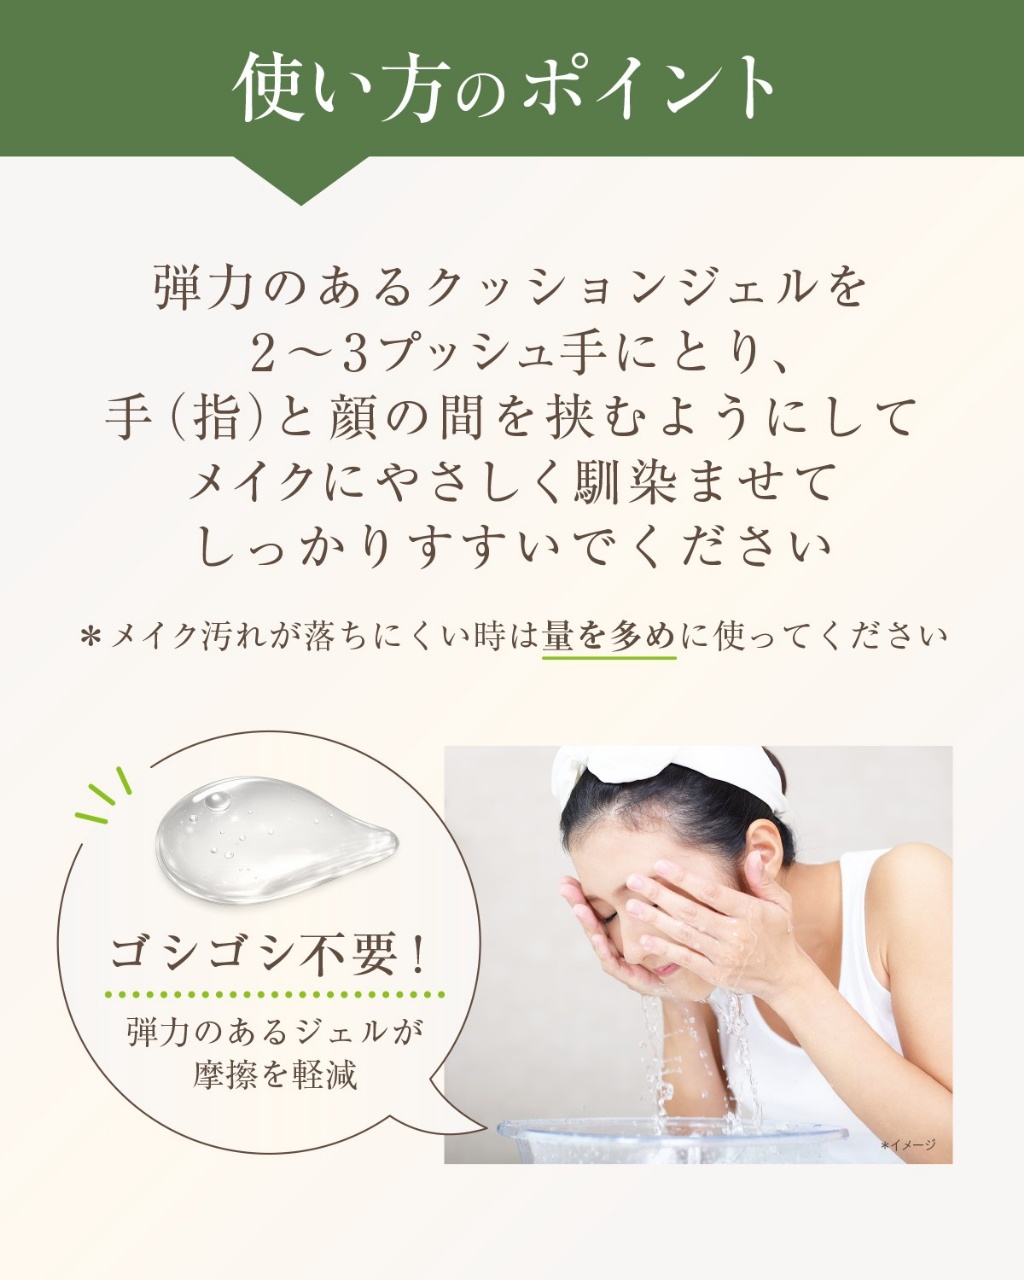 使い方のポイント
弾力のあるクッションジェルを
2〜3プッシュ手にとり、
手（指）と顔の間を挟むようにして
メイクにやさしく馴染ませて
しっかりすすいでください
＊メイク汚れが落ちにくい時は量を多めに使ってください
ゴシゴシ不要！
弾力のあるジェルが
摩擦を軽減
＊イメージ